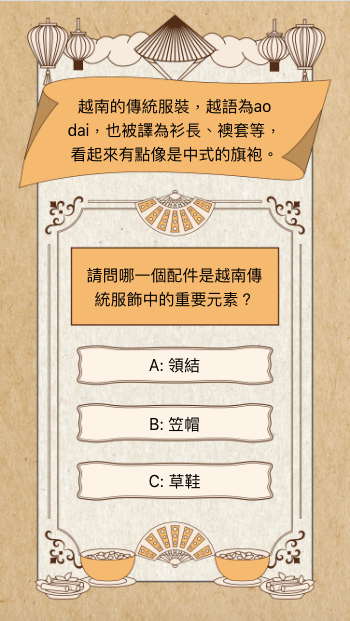 越南的傳統服裝，越語為ao
dai，也被譯為衫長、襖套等，
看起來有點像是中式的旗袍。
請問哪一個配件是越南傳
統服飾中的重要元素？
A: 領結
B: 笠帽
C: 草鞋